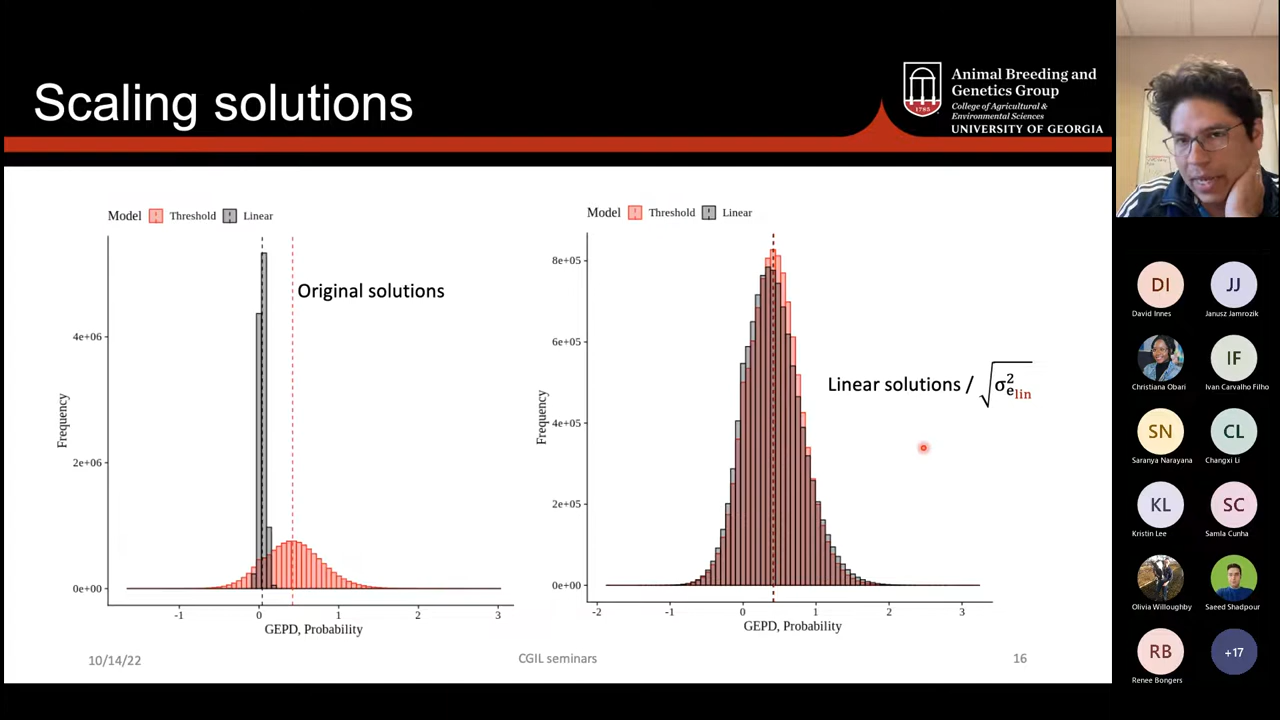 Scaling solutions
Animal Breeding and
Genetics Group
College of Agricultural &
Environmental Sciences
UNIVERSITY OF GEORGIA
1785
Model Threshold Linear
Original solutions
4e+06
2e+06
0e+00
Frequency
-1 0 1 2 3
GEPD, Probability
Model Threshold Linear
8e+05
6e+05
4e+05
2e+05
0e+00
Frequency
Linear solutions / √σ²e_lin
-2 -1 0 1 2 3
GEPD, Probability
10/14/22
CGIL seminars
16
DI
David Innes
JJ
Janusz Jamrozik
Christiana Obari
IF
Ivan Carvalho Filho
SN
Saranya Narayana
CL
Changxi Li
KL
Kristin Lee
SC
Samla Cunha
Olivia Willoughby
Saeed Shadpour
RB
Renee Bongers
+17